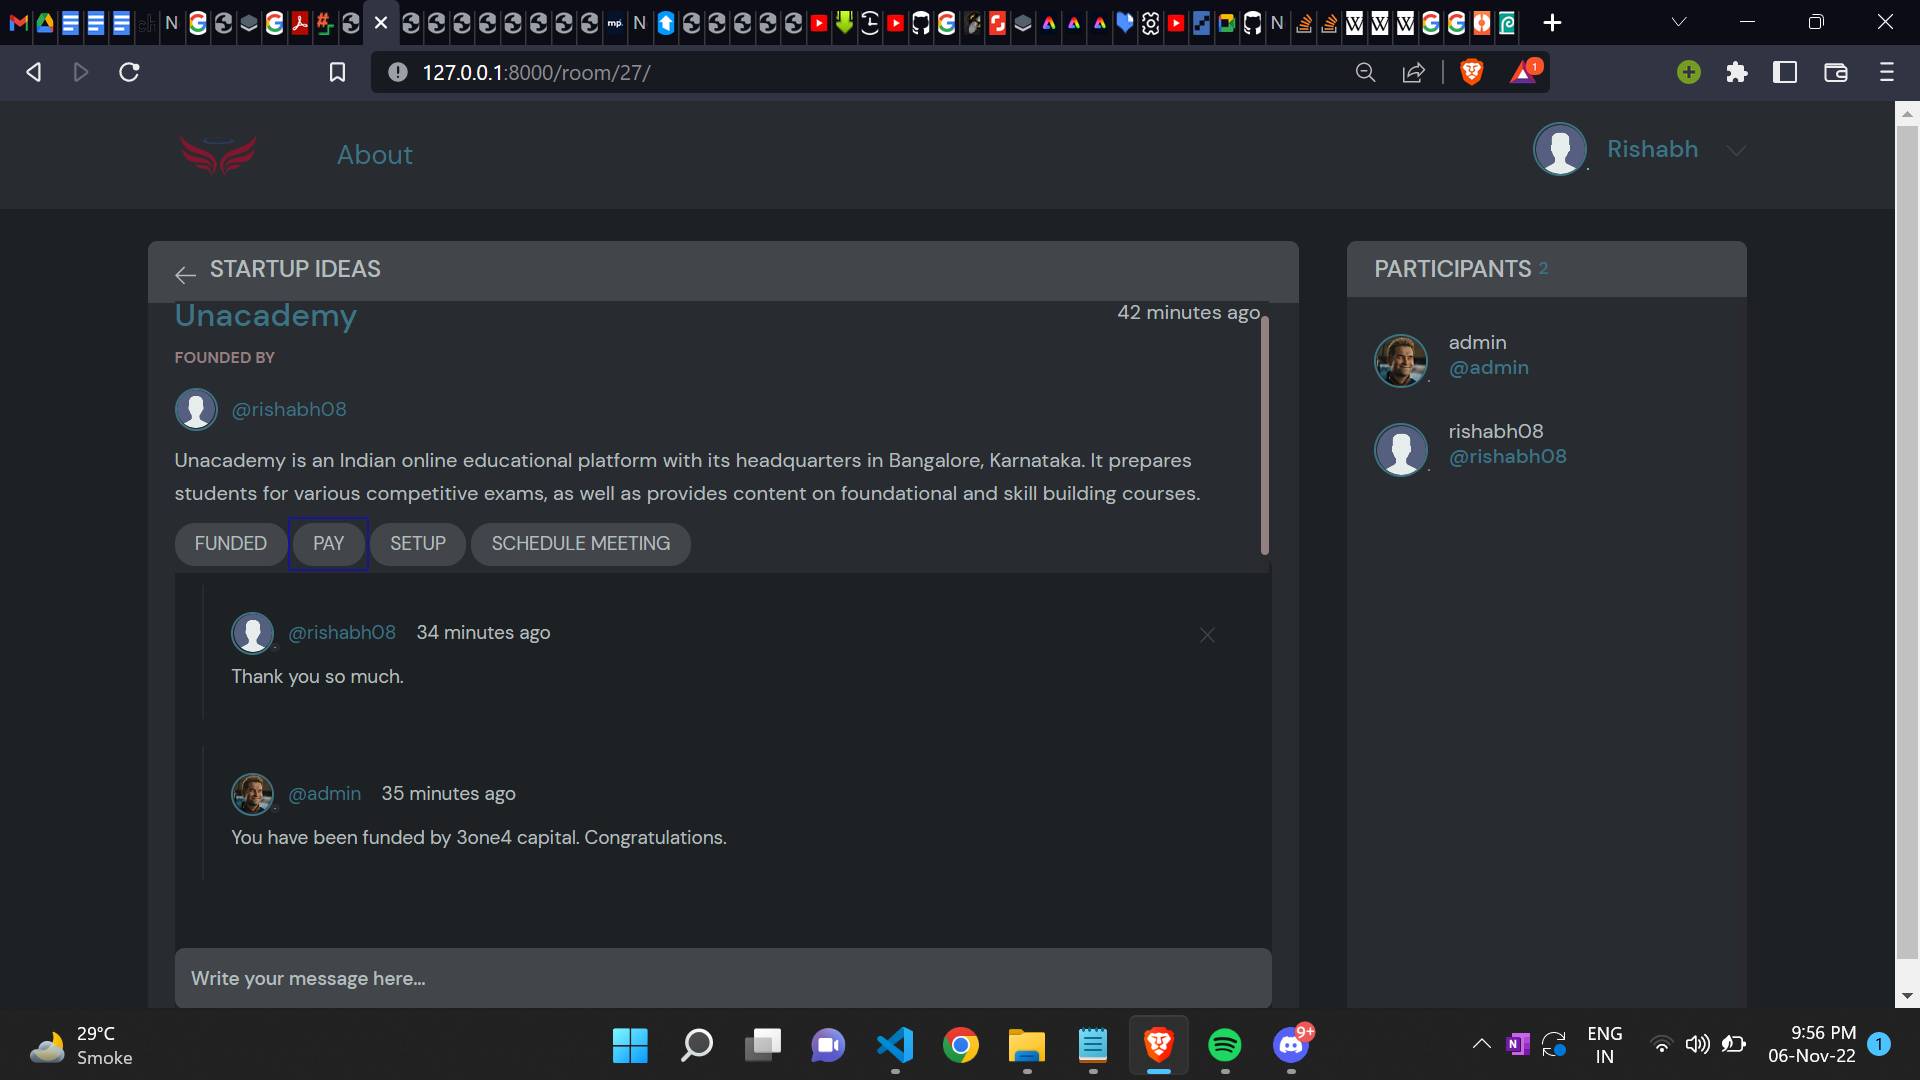 127.0.0.1:8000/room/27/
1
About
Rishabh
STARTUP IDEAS
Unacademy
42 minutes ago
FOUNDED BY
@rishabh08
Unacademy is an Indian online educational platform with its headquarters in Bangalore, Karnataka. It prepares
students for various competitive exams, as well as provides content on foundational and skill building courses.
FUNDED PAY SETUP SCHEDULE MEETING
@rishabh08 34 minutes ago
Thank you so much.
@admin 35 minutes ago
You have been funded by 3one4 capital. Congratulations.
Write your message here...
PARTICIPANTS 2
admin
@admin
rishabh08
@rishabh08
29°C
Smoke
9+
ENG
IN
9:56 PM
06-Nov-22
1